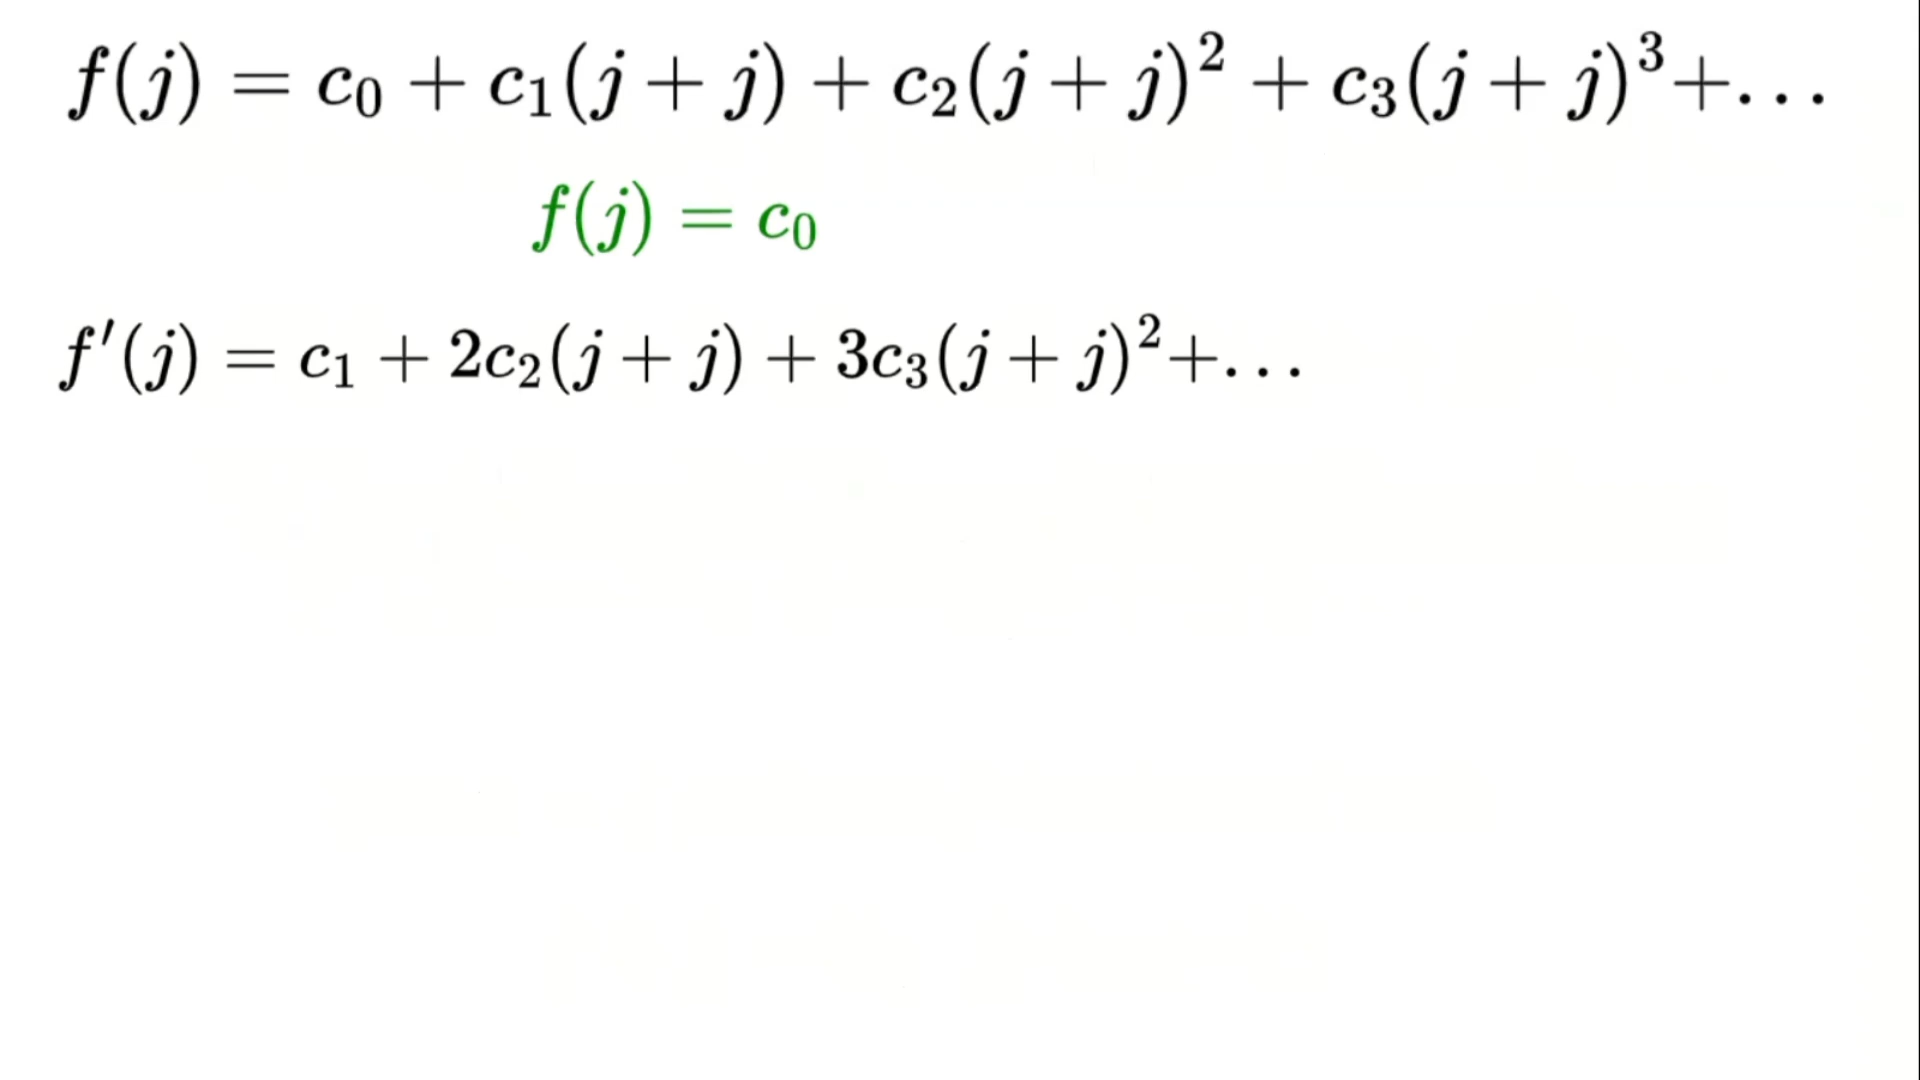 f(j) = c₀ + c₁(j + j) + c₂(j + j)² + c₃(j + j)³+...
f(j) = c₀
f′(j) = c₁ + 2c₂(j + j) + 3c₃(j + j)²+...